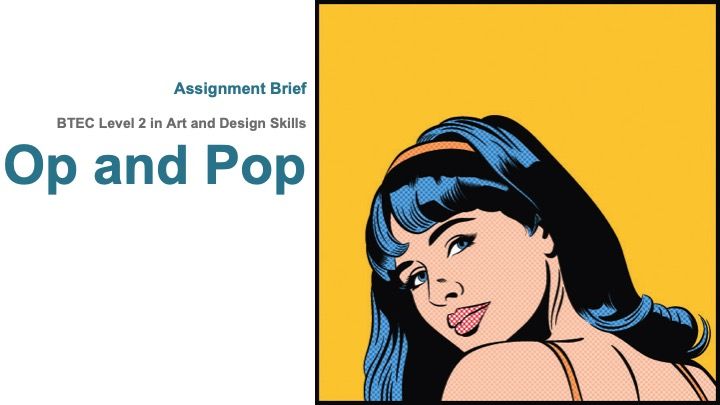 Assignment Brief
BTEC Level 2 in Art and Design Skills
Op and Pop